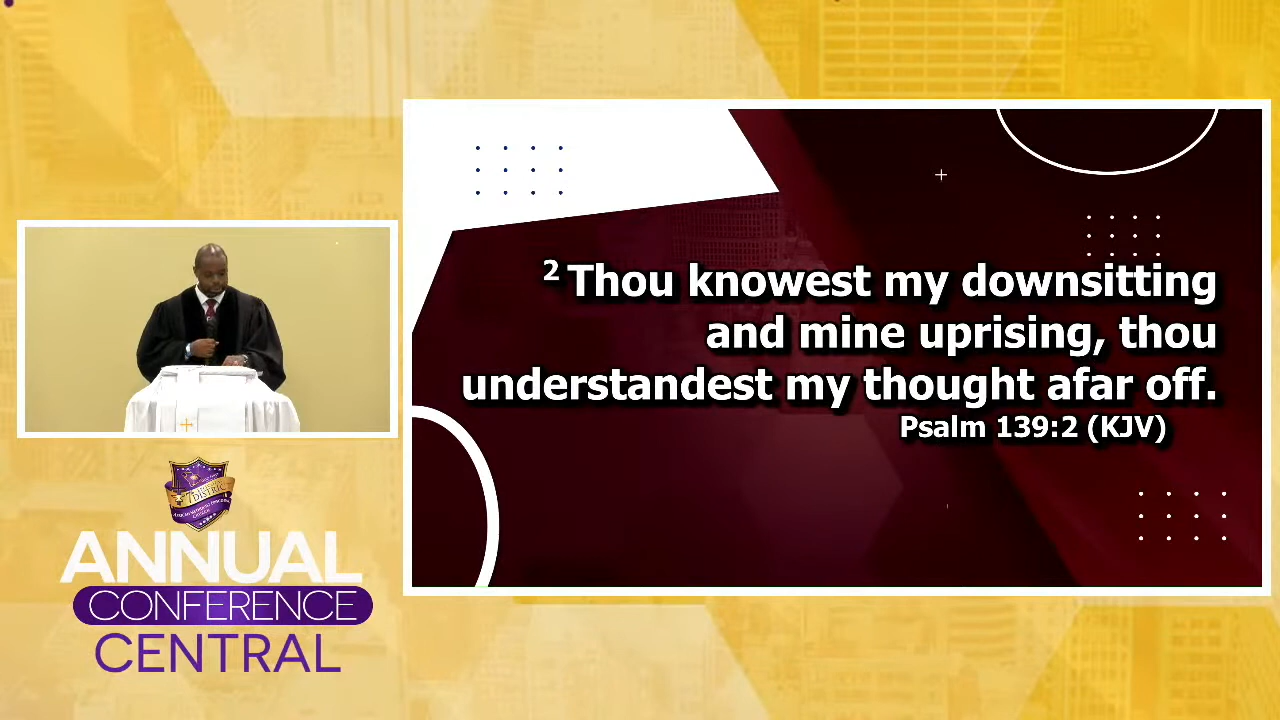 ² Thou knowest my downsitting
and mine uprising, thou
understandest my thought afar off.
Psalm 139:2 (KJV)
DISTRICT
ANNUAL
CONFERENCE
CENTRAL